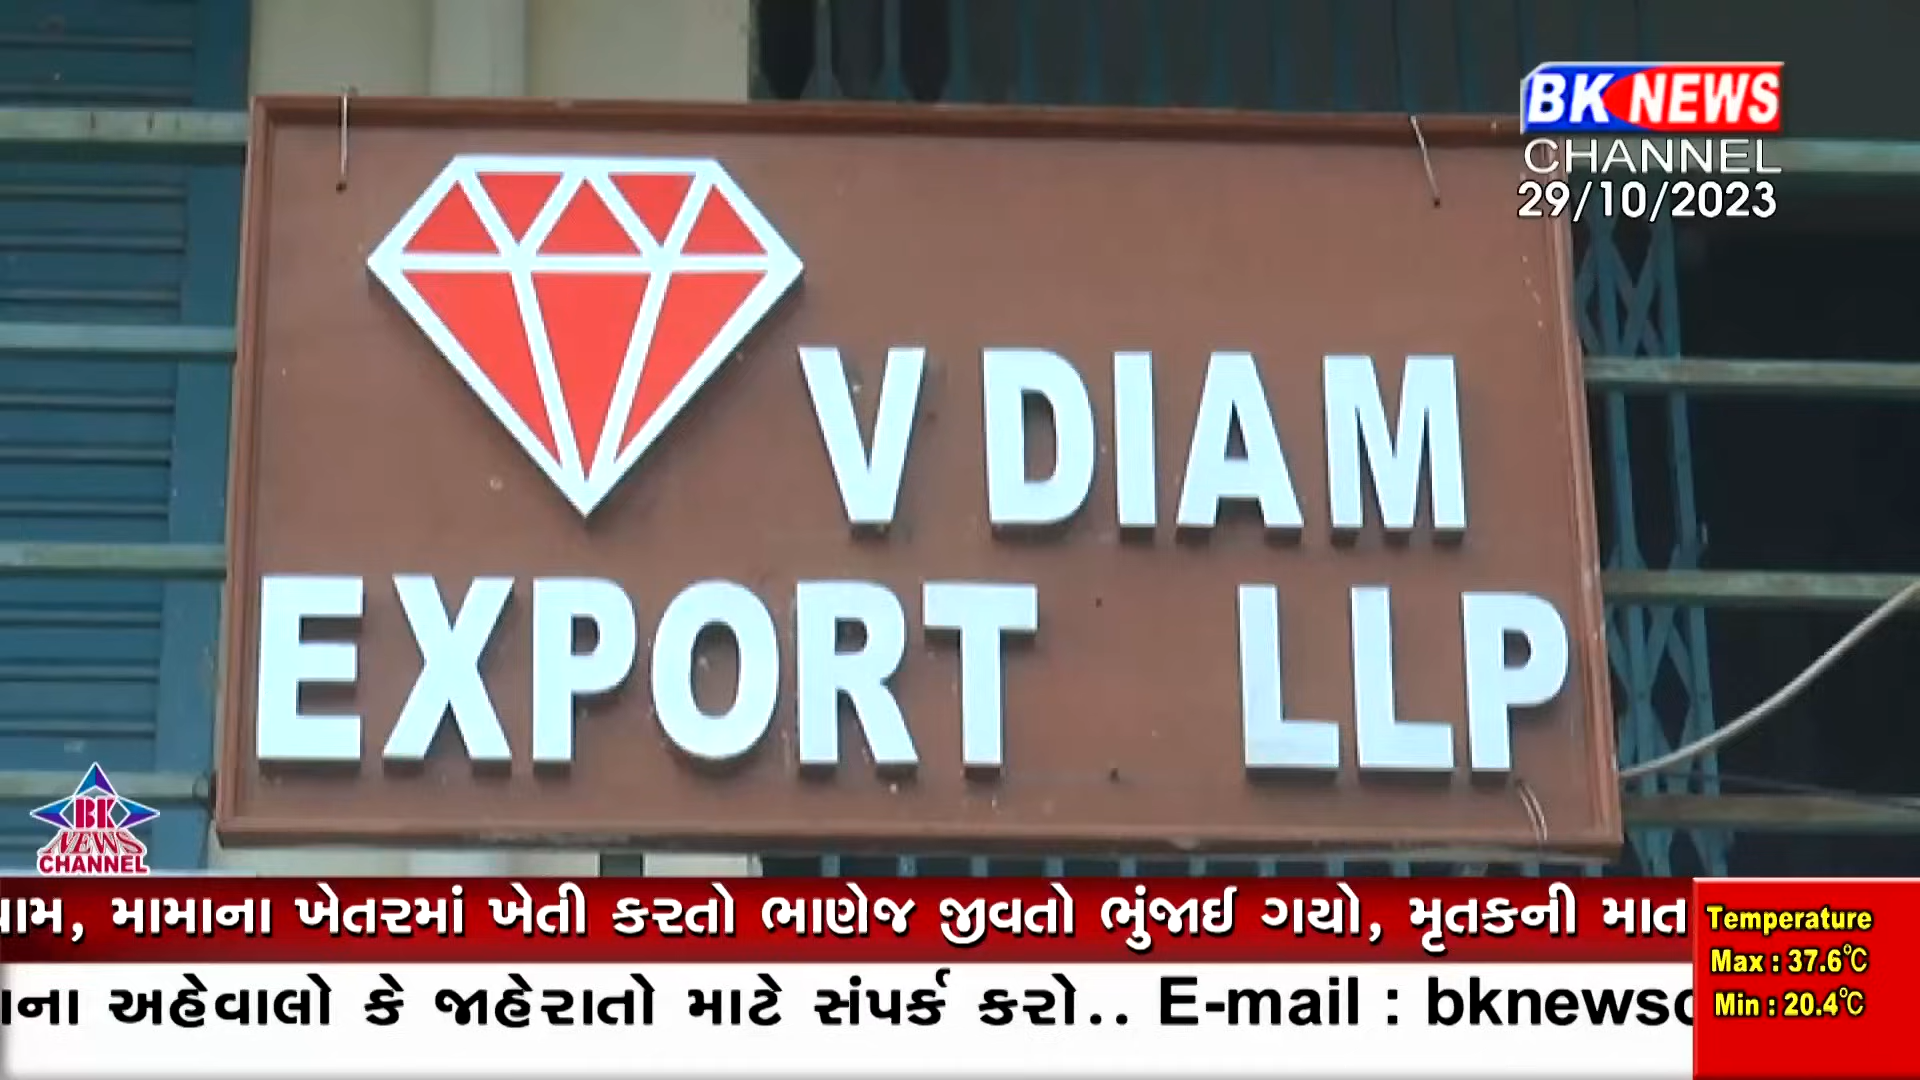 BK NEWS
CHANNEL
29/10/2023
V DIAM
EXPORT LLP
BK
NEWS
CHANNEL
મામાના ખેતરમાં ખેતી કરતો ભાણેજ જીવતો ભુંજાઈ ગયો, મૃતકની માત
Temperature
Max : 37.6℃
Min : 20.4℃
અહેવાલો કે જાહેરાતો માટે સંપર્ક કરો.. E-mail : bknewsc